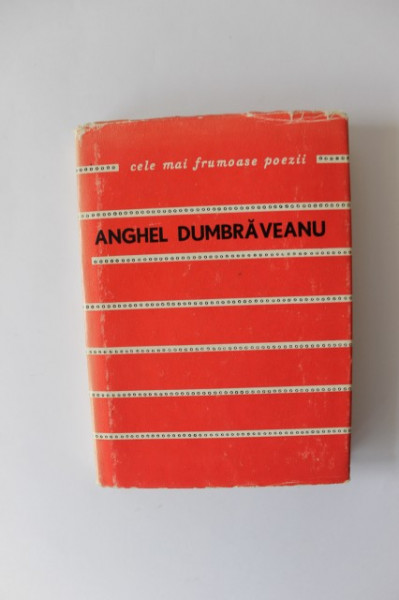 cele mai frumoase poezii
ANGHEL DUMBRĂVEANU